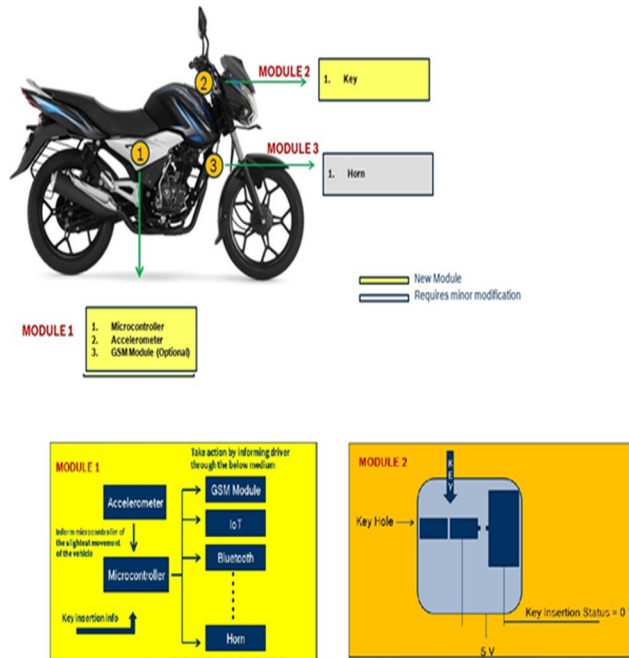 MODULE 2
1. Key
2
MODULE 3
1
3
1. Horn
New Module
Requires minor modification
MODULE 1
1. Microcontroller
2. Accelerometer
3. GSM Module (Optional)
MODULE 1
Take action by informing driver
through the below medium
Accelerometer
GSM Module
Inform microcontroller of
the slightest movement
of the vehicle
IoT
Microcontroller
Bluetooth
Key insertion info
Horn
MODULE 2
KEY
Key Hole
Key Insertion Status = 0
5 V